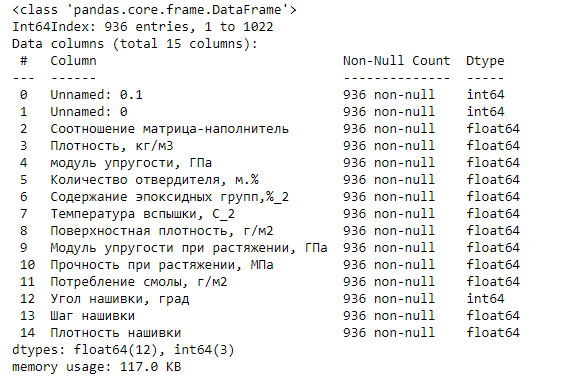 <class 'pandas.core.frame.DataFrame'>
Int64Index: 936 entries, 1 to 1022
Data columns (total 15 columns):
 #   Column                                Non-Null Count  Dtype
---  ------                                --------------  -----
 0   Unnamed: 0.1                          936 non-null    int64
 1   Unnamed: 0                            936 non-null    int64
 2   Соотношение матрица-наполнитель       936 non-null    float64
 3   Плотность, кг/м3                      936 non-null    float64
 4   модуль упругости, ГПа                 936 non-null    float64
 5   Количество отвердителя, м.%           936 non-null    float64
 6   Содержание эпоксидных групп,%_2       936 non-null    float64
 7   Температура вспышки, С_2              936 non-null    float64
 8   Поверхностная плотность, г/м2         936 non-null    float64
 9   Модуль упругости при растяжении, ГПа  936 non-null    float64
 10  Прочность при растяжении, МПа         936 non-null    float64
 11  Потребление смолы, г/м2               936 non-null    float64
 12  Угол нашивки, град                    936 non-null    int64
 13  Шаг нашивки                           936 non-null    float64
 14  Плотность нашивки                     936 non-null    float64
dtypes: float64(12), int64(3)
memory usage: 117.0 KB